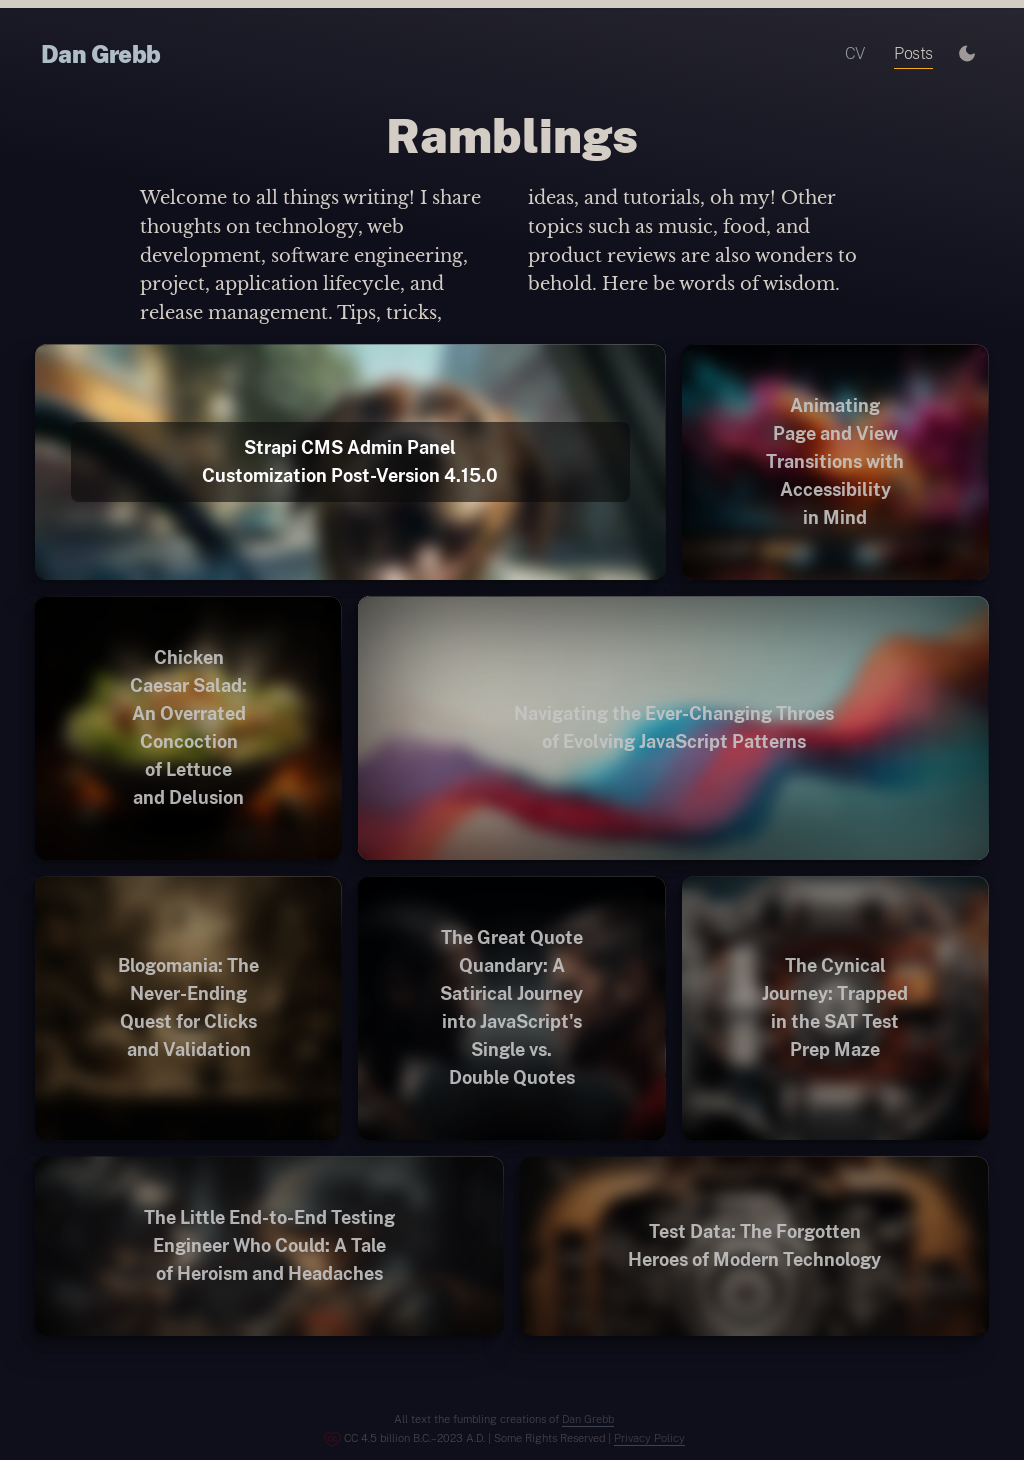 Dan Grebb
CV
Posts
Ramblings
Welcome to all things writing! I share
thoughts on technology, web
development, software engineering,
project, application lifecycle, and
release management. Tips, tricks,
ideas, and tutorials, oh my! Other
topics such as music, food, and
product reviews are also wonders to
behold. Here be words of wisdom.
Strapi CMS Admin Panel
Customization Post-Version 4.15.0
Animating
Page and View
Transitions with
Accessibility
in Mind
Chicken
Caesar Salad:
An Overrated
Concoction
of Lettuce
and Delusion
Navigating the Ever-Changing Throes
of Evolving JavaScript Patterns
Blogomania: The
Never-Ending
Quest for Clicks
and Validation
The Great Quote
Quandary: A
Satirical Journey
into JavaScript's
Single vs.
Double Quotes
The Cynical
Journey: Trapped
in the SAT Test
Prep Maze
The Little End-to-End Testing
Engineer Who Could: A Tale
of Heroism and Headaches
Test Data: The Forgotten
Heroes of Modern Technology
All text the fumbling creations of Dan Grebb
CC 4.5 billion B.C.–2023 A.D. | Some Rights Reserved | Privacy Policy